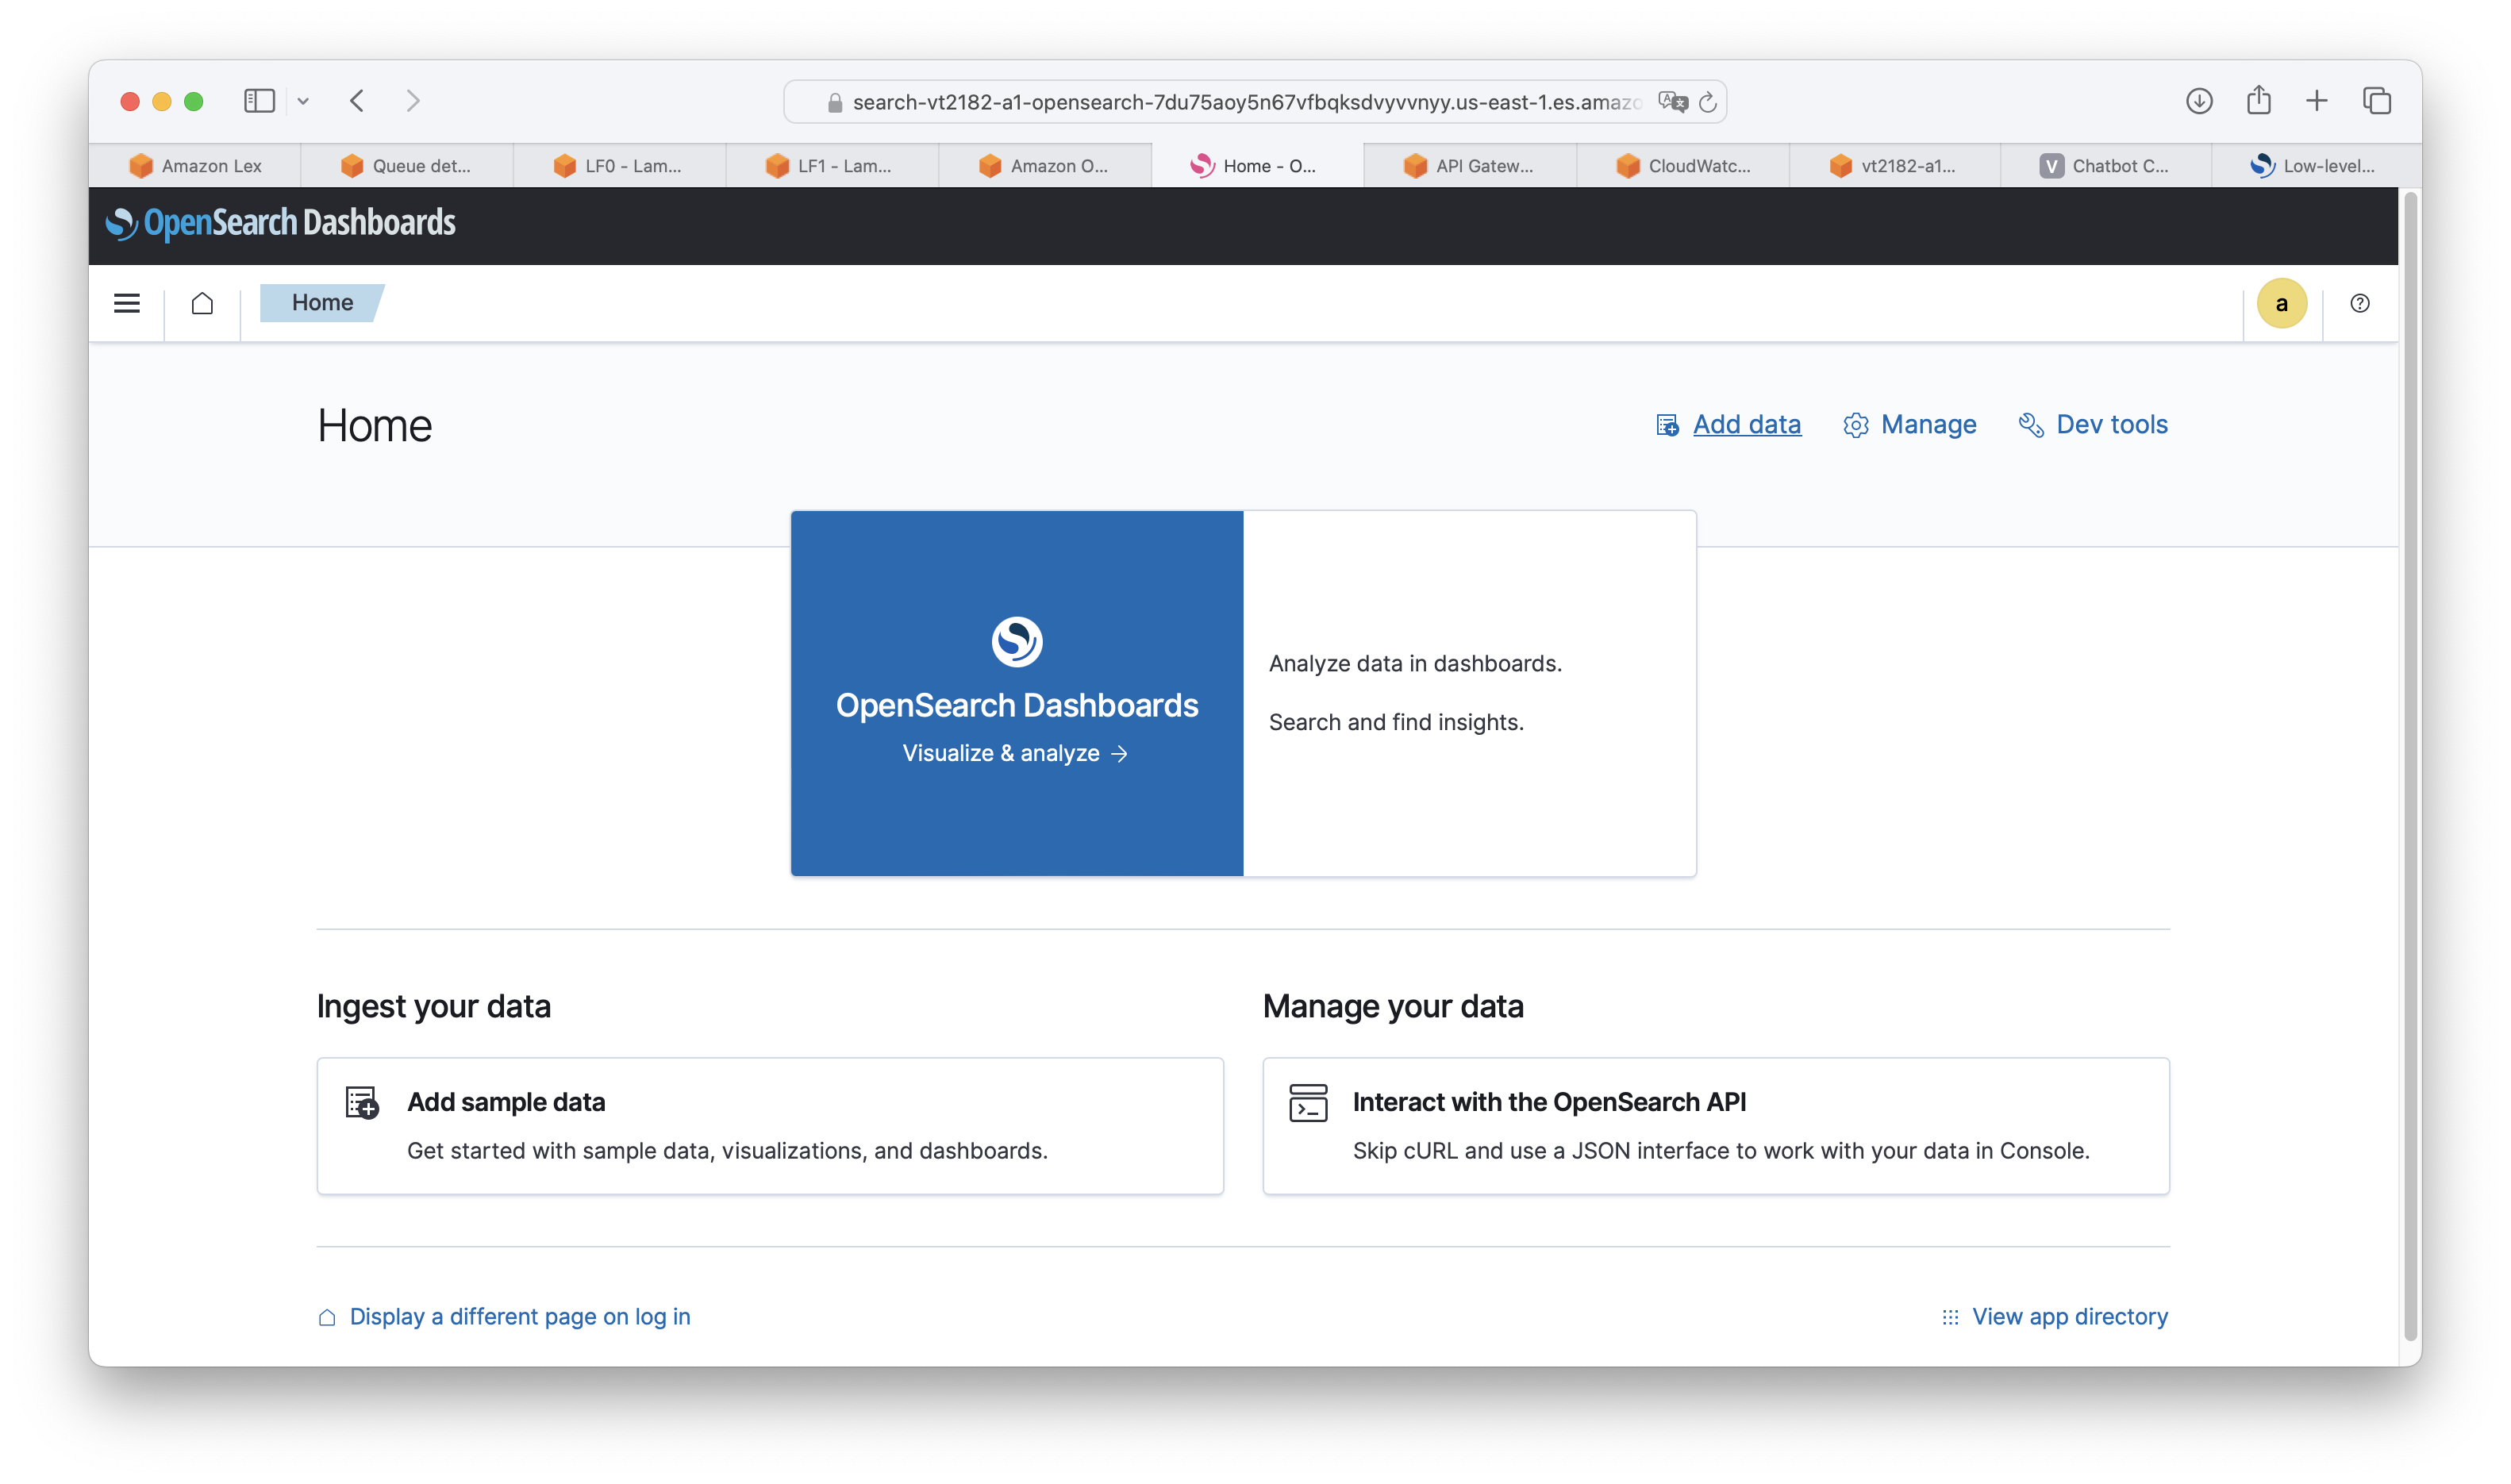 search-vt2182-a1-opensearch-7du75aoy5n67vfbqksdvyvvnyy.us-east-1.es.amazo
Amazon Lex
Queue det...
LF0 - Lam...
LF1 - Lam...
Amazon O...
Home - O...
API Gatew...
CloudWatc...
vt2182-a1...
V Chatbot C...
Low-level...
OpenSearch Dashboards
Home
a
Home
Add data
Manage
Dev tools
OpenSearch Dashboards
Visualize & analyze →
Analyze data in dashboards.
Search and find insights.
Ingest your data
Add sample data
Get started with sample data, visualizations, and dashboards.
Manage your data
Interact with the OpenSearch API
Skip cURL and use a JSON interface to work with your data in Console.
Display a different page on log in
View app directory